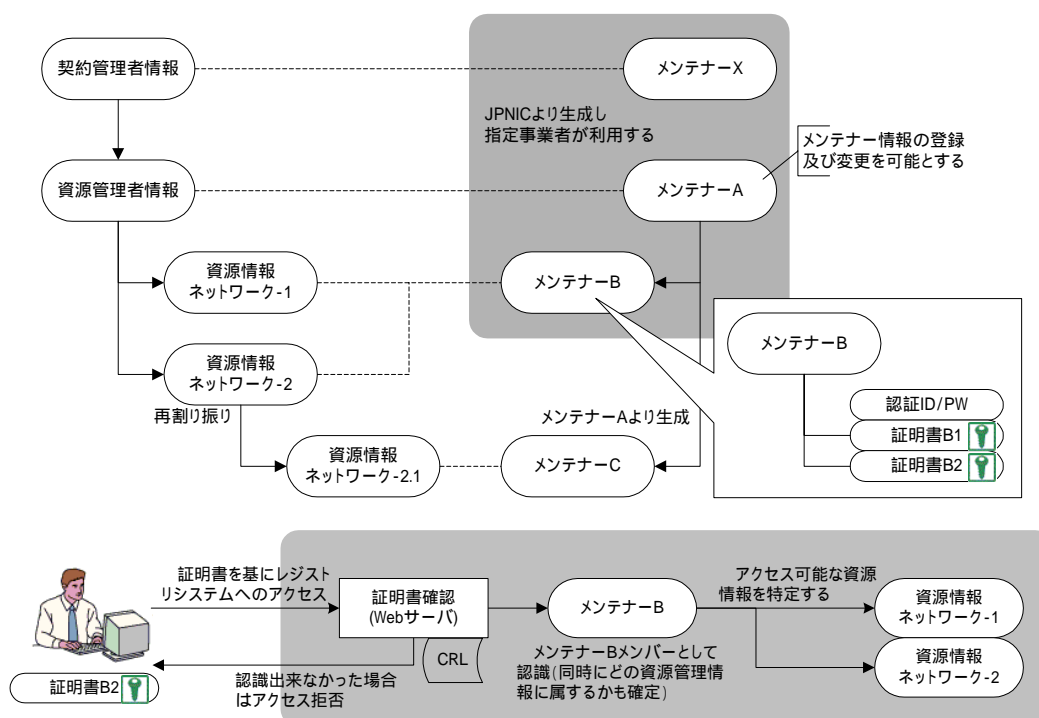 契約管理者情報
メンテナーX
JPNICより生成し
指定事業者が利用する
メンテナー情報の登録
及び変更を可能とする
資源管理者情報
メンテナーA
資源情報
ネットワーク-1
メンテナーB
メンテナーB
資源情報
ネットワーク-2
再割り振り
メンテナーAより生成
認証ID/PW
証明書B1
証明書B2
資源情報
ネットワーク-2.1
メンテナーC
証明書を基にレジスト
リシステムへのアクセス
証明書確認
(Webサーバ)
CRL
メンテナーB
アクセス可能な資源
情報を特定する
資源情報
ネットワーク-1
資源情報
ネットワーク-2
メンテナーBメンバーとして
認識(同時にどの資源管理情
報に属するかも確定)
認識出来なかった場合
はアクセス拒否
証明書B2